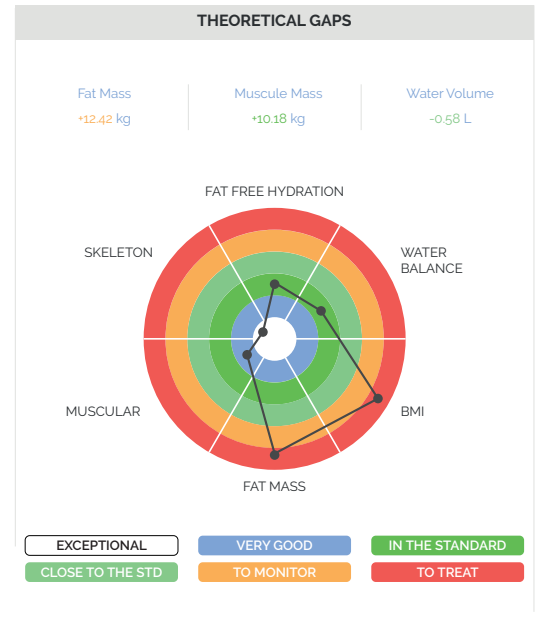 THEORETICAL GAPS
Fat Mass
Muscule Mass
Water Volume
+12.42 kg
+10.18 kg
-0.58 L
FAT FREE HYDRATION
SKELETON
WATER
BALANCE
MUSCULAR
BMI
FAT MASS
EXCEPTIONAL
VERY GOOD
IN THE STANDARD
CLOSE TO THE STD
TO MONITOR
TO TREAT